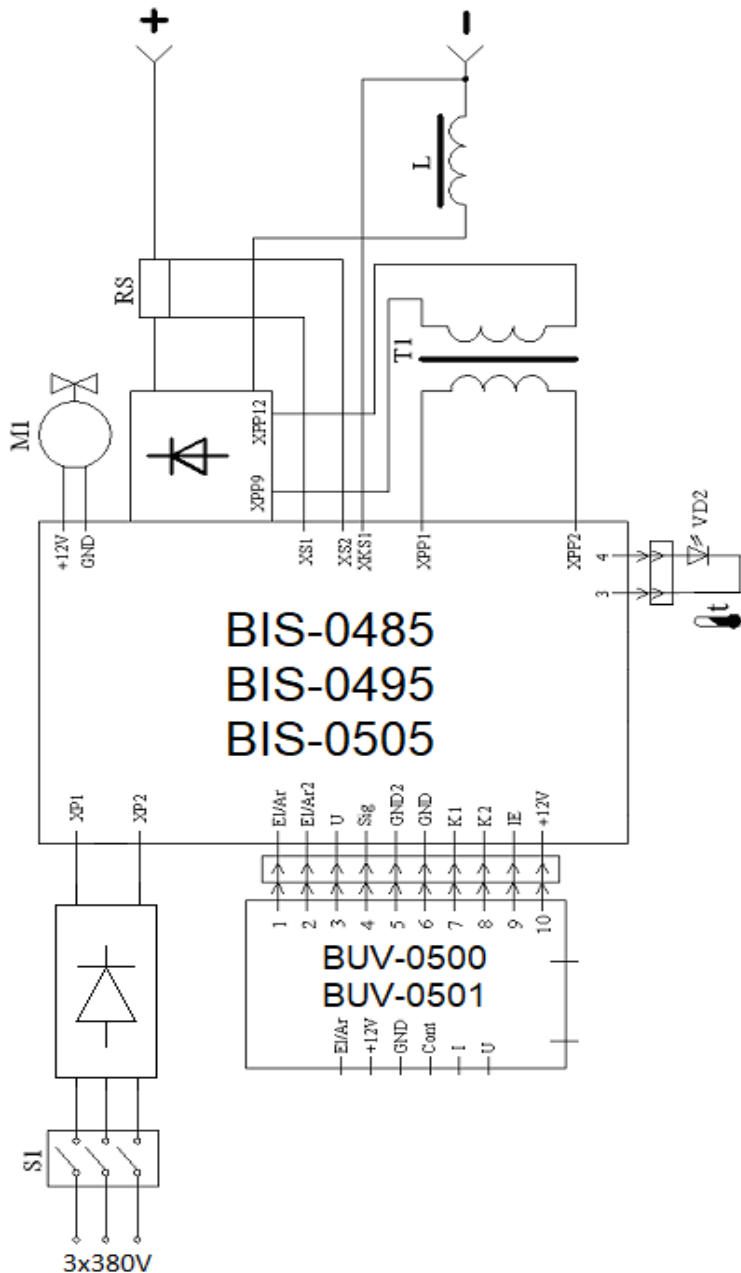 +
-
L
RS
T1
M1
XPP12
XPP9
+12V
GND
XS1
XS2
XKS1
XPP1
XPP2
4
3
VD2
t
BIS-0485
BIS-0495
BIS-0505
XP1
XP2
El/Ar
El/Ar2
U
Sig
GND2
GND
K1
K2
IE
+12V
1
2
3
4
5
6
7
8
9
10
BUV-0500
BUV-0501
El/Ar
+12V
GND
Cont
I
U
S1
3x380V